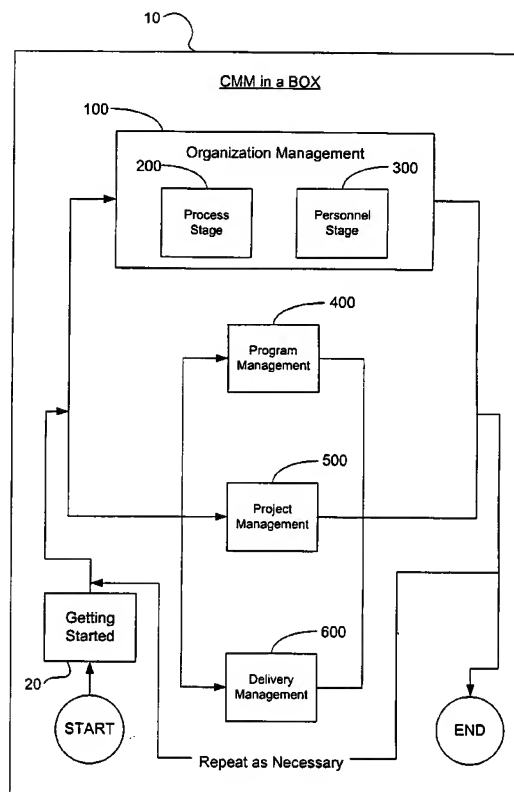 10
CMM in a BOX
100
Organization Management
200
300
Process
Stage
Personnel
Stage
400
Program
Management
500
Project
Management
Getting
Started
20
600
Delivery
Management
START
END
Repeat as Necessary